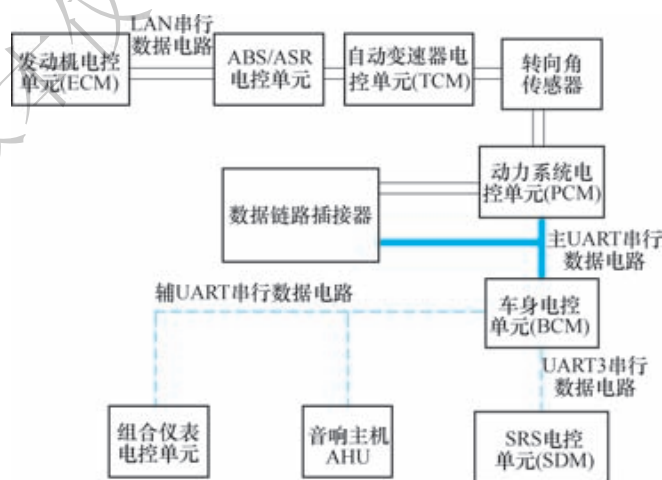 LAN串行
数据电路
发动机电控
单元(ECM)
ABS/ASR
电控单元
自动变速器电
控单元(TCM)
转向角
传感器
动力系统电
控单元(PCM)
数据链路插接器
主UART串行
数据电路
辅UART串行数据电路
车身电控
单元(BCM)
UART3串行
数据电路
组合仪表
电控单元
音响主机
AHU
SRS电控
单元(SDM)